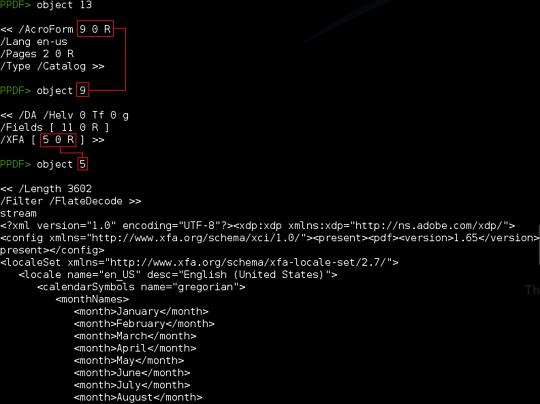 PPDF> object 13
<< /AcroForm 9 0 R
/Lang en-us
/Pages 2 0 R
/Type /Catalog >>
PPDF> object 9
<< /DA /Helv 0 Tf 0 g
/Fields [ 11 0 R ]
/XFA [ 5 0 R ] >>
PPDF> object 5
<< /Length 3602
/Filter /FlateDecode >>
stream
<?xml version="1.0" encoding="UTF-8"?><xdp:xdp xmlns:xdp="http://ns.adobe.com/xdp/">
<config xmlns="http://www.xfa.org/schema/xci/1.0/"><present><pdf><version>1.65</version>
present></config>
<localeSet xmlns="http://www.xfa.org/schema/xfa-locale-set/2.7/">
<locale name="en_US" desc="English (United States)">
<calendarSymbols name="gregorian">
<monthNames>
<month>January</month>
<month>February</month>
<month>March</month>
<month>April</month>
<month>May</month>
<month>June</month>
<month>July</month>
<month>August</month>